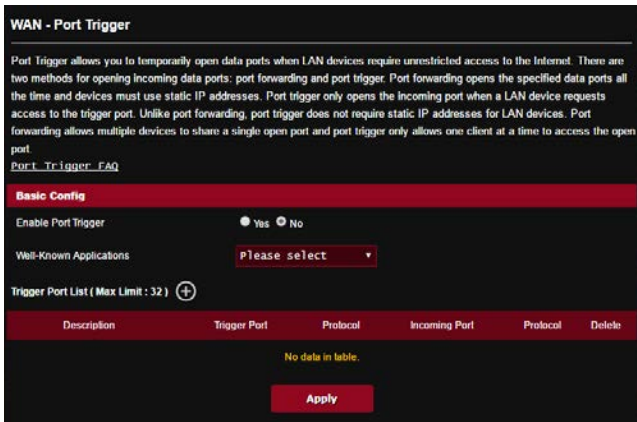 WAN - Port Trigger
Port Trigger allows you to temporarily open data ports when LAN devices require unrestricted access to the Internet. There are
two methods for opening incoming data ports: port forwarding and port trigger. Port forwarding opens the specified data ports all
the time and devices must use static IP addresses. Port trigger only opens the incoming port when a LAN device requests
access to the trigger port. Unlike port forwarding, port trigger does not require static IP addresses for LAN devices. Port
forwarding allows multiple devices to share a single open port and port trigger only allows one client at a time to access the open
port.
Port Trigger FAQ
Basic Config
Enable Port Trigger Yes No
Well-Known Applications Please select
Trigger Port List ( Max Limit : 32 )
Description Trigger Port Protocol Incoming Port Protocol Delete
No data in table.
Apply